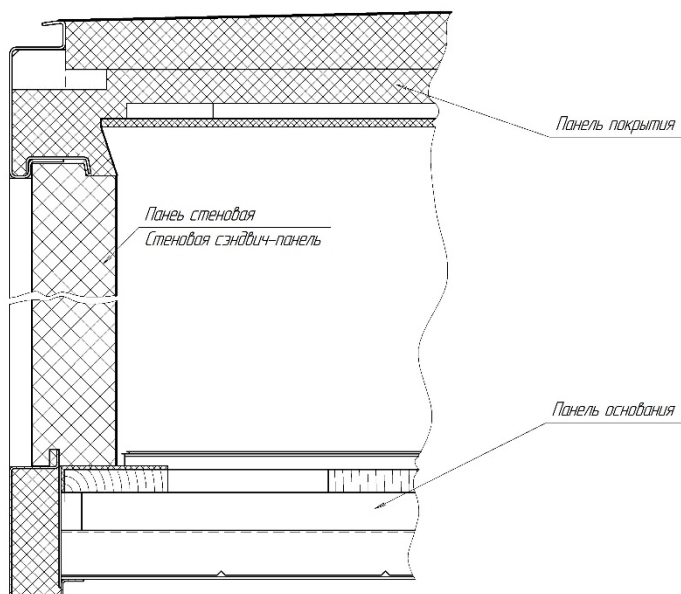 Панель покрытия
Панеь стеновая
Стеновая сэндвич-панель
Панель основания